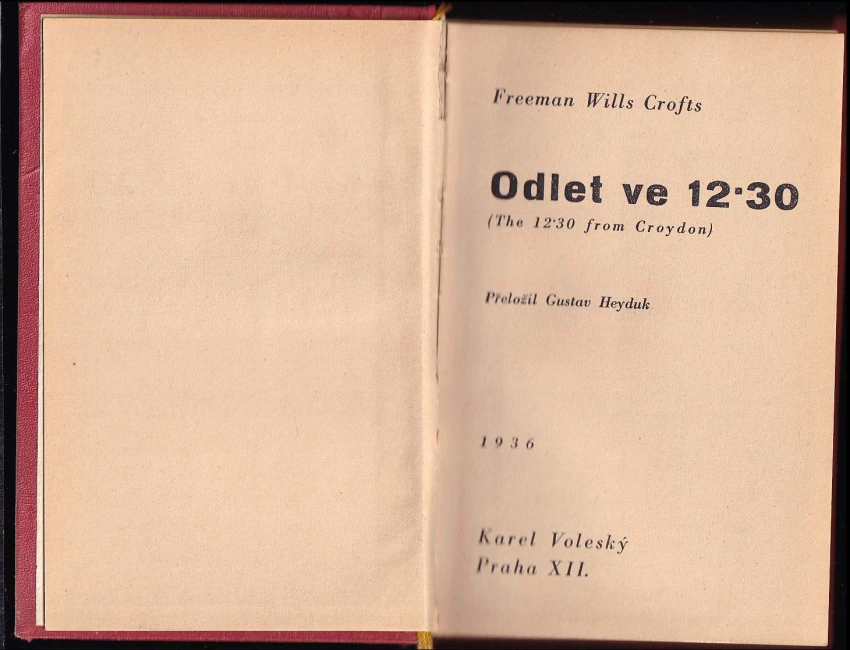 Freeman Wills Crofts
Odlet ve 12·30
(The 12·30 from Croydon)
Přeložil Gustav Heyduk
1936
Karel Voleský
Praha XII.